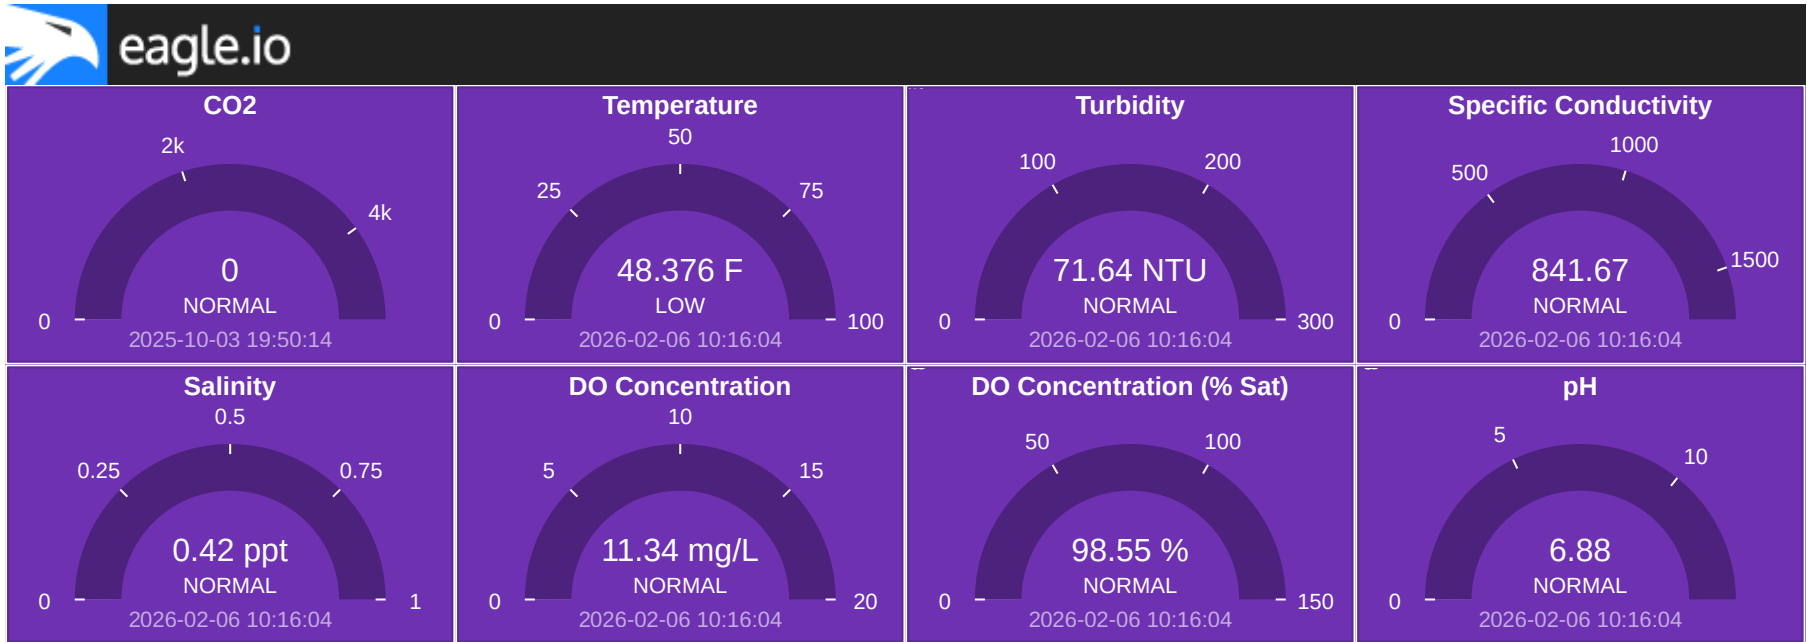 eagle.io
CO2
2k
4k
0
0
NORMAL
2025-10-03 19:50:14
Temperature
50
25
75
48.376 F
LOW
0
100
2026-02-06 10:16:04
Turbidity
100
200
71.64 NTU
NORMAL
0
300
2026-02-06 10:16:04
Specific Conductivity
1000
500
1500
841.67
NORMAL
0
2026-02-06 10:16:04
Salinity
0.5
0.25
0.75
0.42 ppt
NORMAL
0
1
2026-02-06 10:16:04
DO Concentration
10
5
15
11.34 mg/L
NORMAL
0
20
2026-02-06 10:16:04
DO Concentration (% Sat)
50
100
98.55 %
NORMAL
0
150
2026-02-06 10:16:04
pH
5
10
6.88
NORMAL
0
2026-02-06 10:16:04